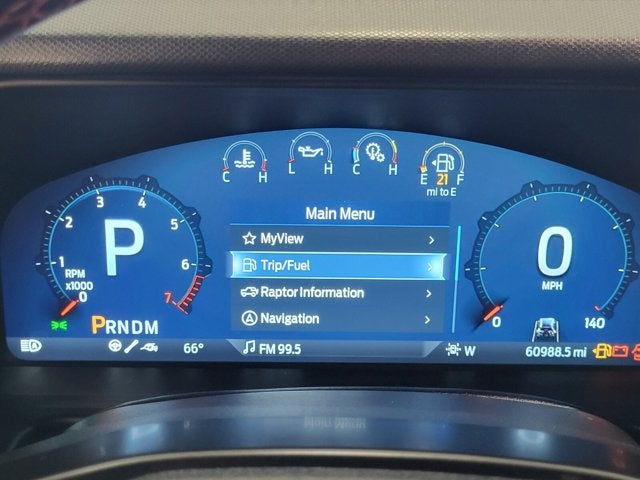 C H
L H
C H
E 21 F
mi to E
Main Menu
MyView
Trip/Fuel
Raptor Information
Navigation
P
RPM
x1000
0
1
2
3
4
5
6
7
PRNDM
0
MPH
0
140
66°
FM 99.5
W
60988.5 mi